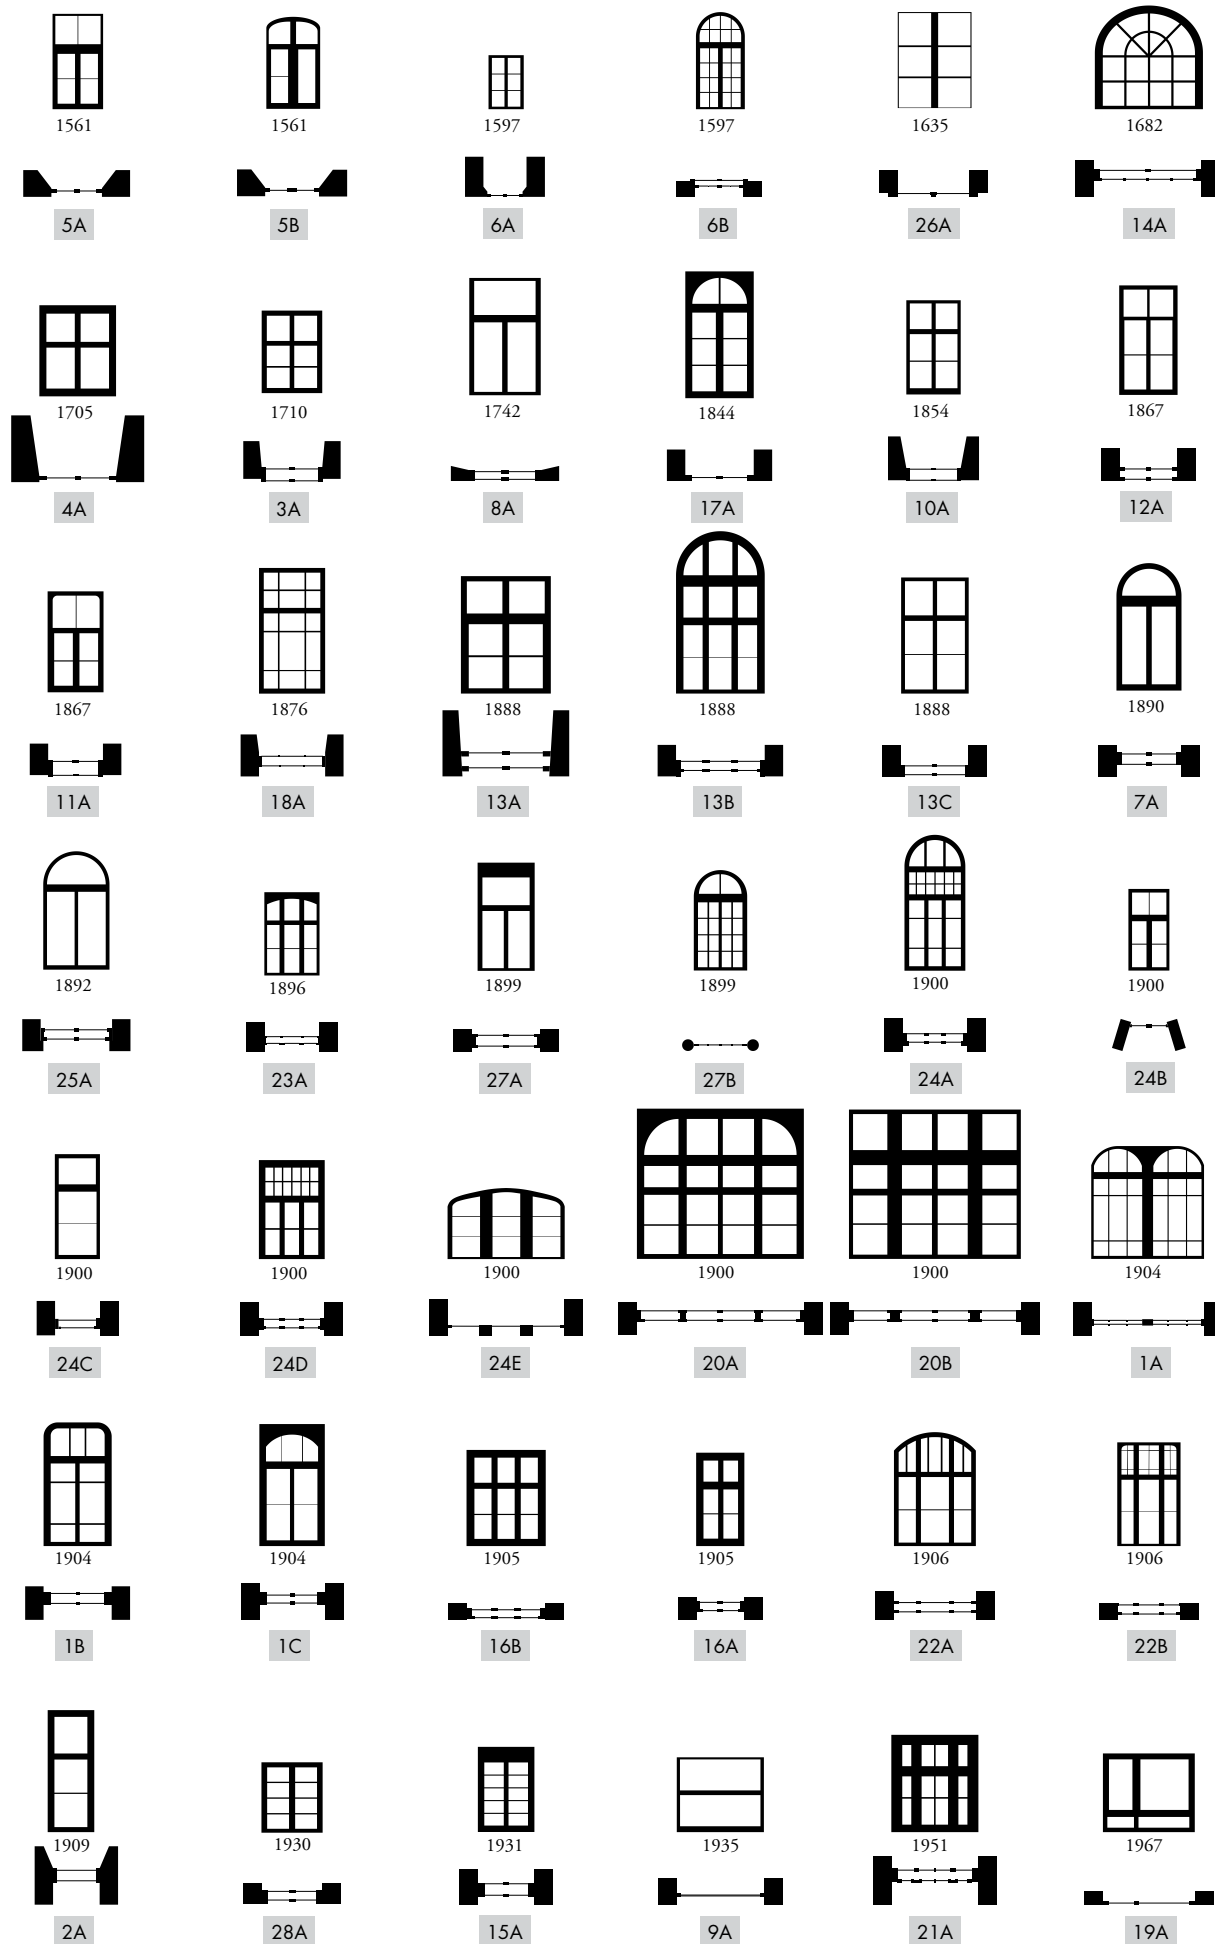 1561 1561 1597 1597 1635 1682
5A 5B 6A 6B 26A 14A
1705 1710 1742 1844 1854 1867
4A 3A 8A 17A 10A 12A
1867 1876 1888 1888 1888 1890
11A 18A 13A 13B 13C 7A
1892 1896 1899 1899 1900 1900
25A 23A 27A 27B 24A 24B
1900 1900 1900 1900 1900 1904
24C 24D 24E 20A 20B 1A
1904 1904 1905 1905 1906 1906
1B 1C 16B 16A 22A 22B
1909 1930 1931 1935 1951 1967
2A 28A 15A 9A 21A 19A